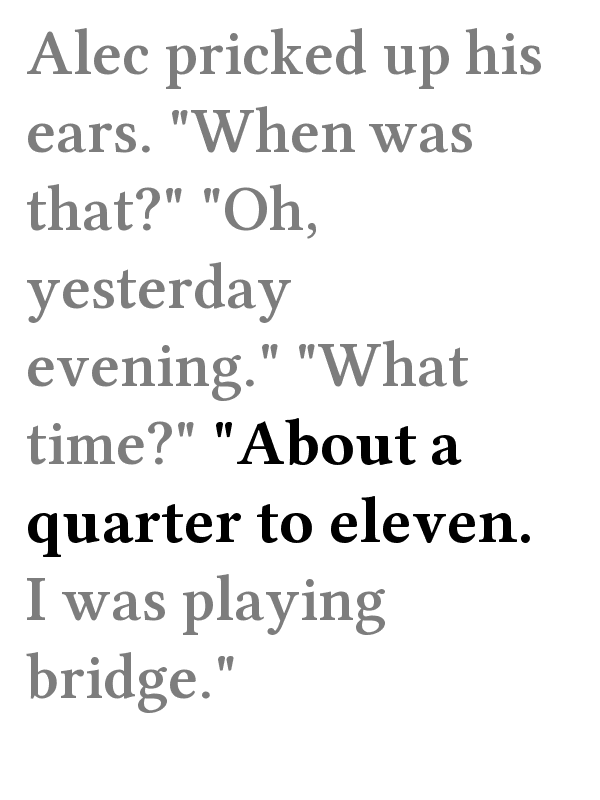 Alec pricked up his
ears. "When was
that?" "Oh,
yesterday
evening." "What
time?" "About a
quarter to eleven.
I was playing
bridge."